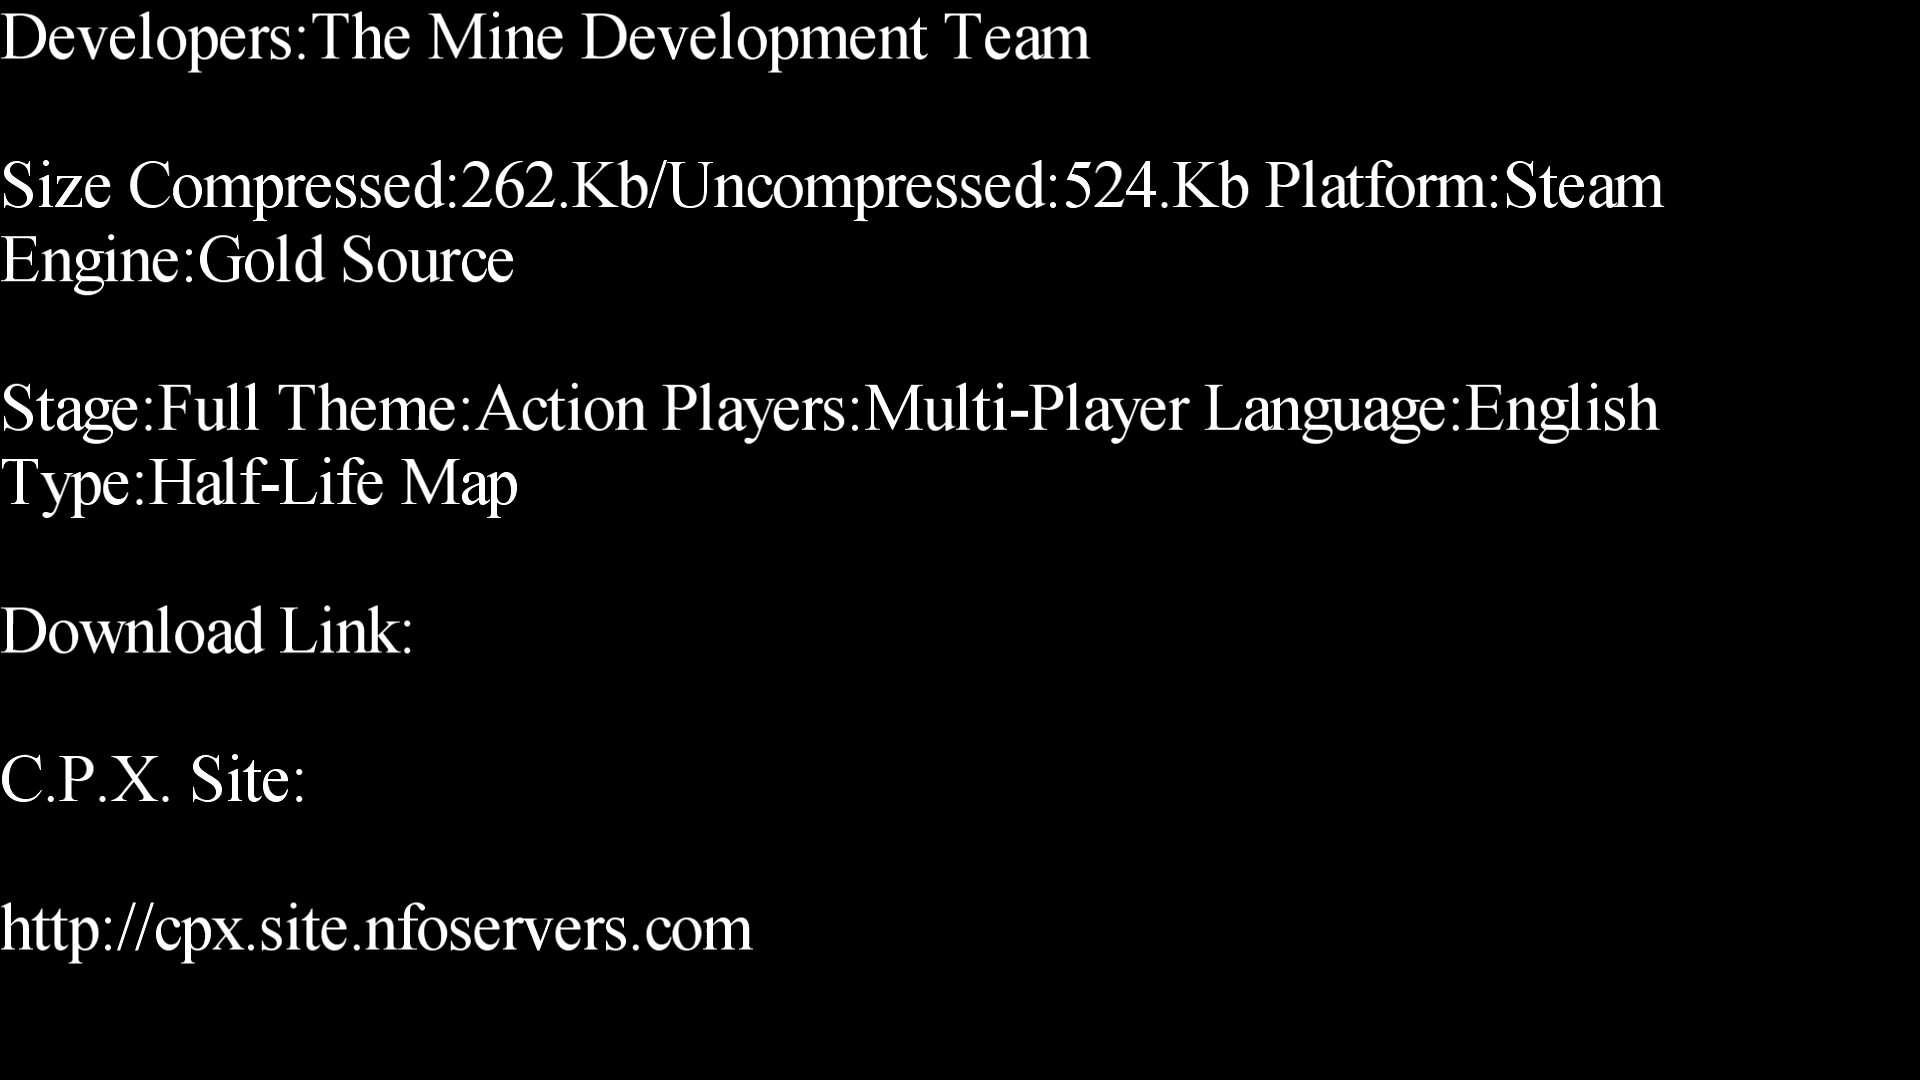 Developers:The Mine Development Team
Size Compressed:262.Kb/Uncompressed:524.Kb Platform:Steam
Engine:Gold Source
Stage:Full Theme:Action Players:Multi-Player Language:English
Type:Half-Life Map
Download Link:
C.P.X. Site:
http://cpx.site.nfoservers.com